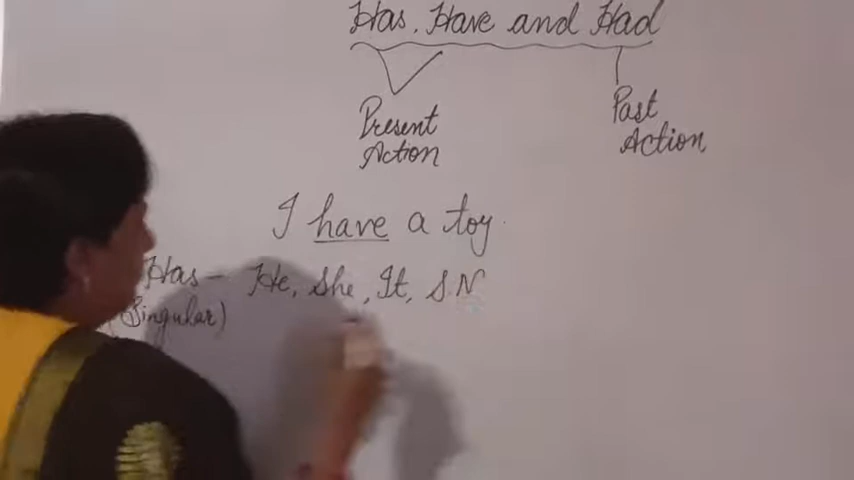 Has, Have and Had
Present Past
Action Action
I have a toy.
Has - He, She, It, S.N
(Singular)